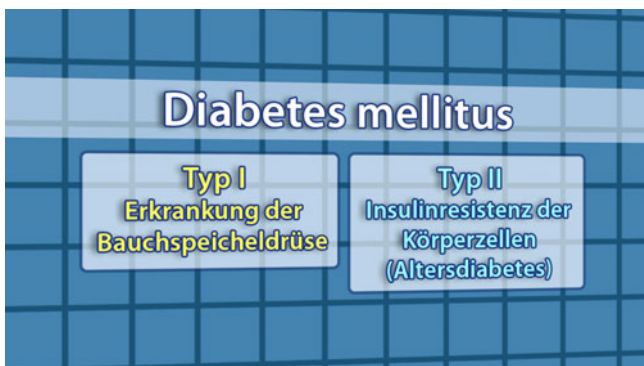 Diabetes mellitus
Typ I
Erkrankung der
Bauchspeicheldrüse
Typ II
Insulinresistenz der
Körperzellen
(Altersdiabetes)